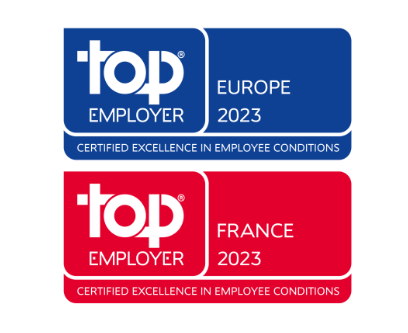 top®
EMPLOYER
EUROPE
2023
CERTIFIED EXCELLENCE IN EMPLOYEE CONDITIONS
top®
EMPLOYER
FRANCE
2023
CERTIFIED EXCELLENCE IN EMPLOYEE CONDITIONS